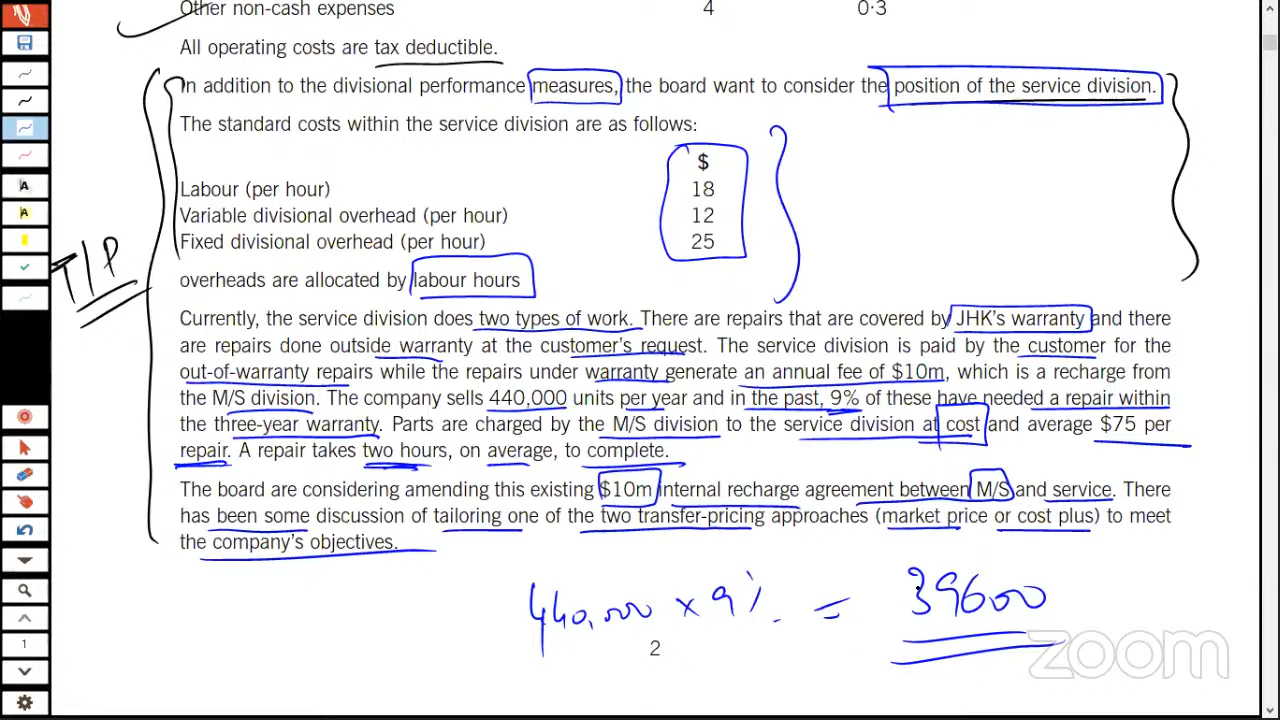 Other non-cash expenses 4 0·3
All operating costs are tax deductible.
In addition to the divisional performance measures, the board want to consider the position of the service division.
The standard costs within the service division are as follows:
$
Labour (per hour) 18
Variable divisional overhead (per hour) 12
Fixed divisional overhead (per hour) 25
TIP
overheads are allocated by labour hours
Currently, the service division does two types of work. There are repairs that are covered by JHK's warranty and there
are repairs done outside warranty at the customer's request. The service division is paid by the customer for the
out-of-warranty repairs while the repairs under warranty generate an annual fee of $10m, which is a recharge from
the M/S division. The company sells 440,000 units per year and in the past, 9% of these have needed a repair within
the three-year warranty. Parts are charged by the M/S division to the service division at cost and average $75 per
repair. A repair takes two hours, on average, to complete.
The board are considering amending this existing $10m internal recharge agreement between M/S and service. There
has been some discussion of tailoring one of the two transfer-pricing approaches (market price or cost plus) to meet
the company's objectives.
440,000 × 9% = 39600
2
zoom
1